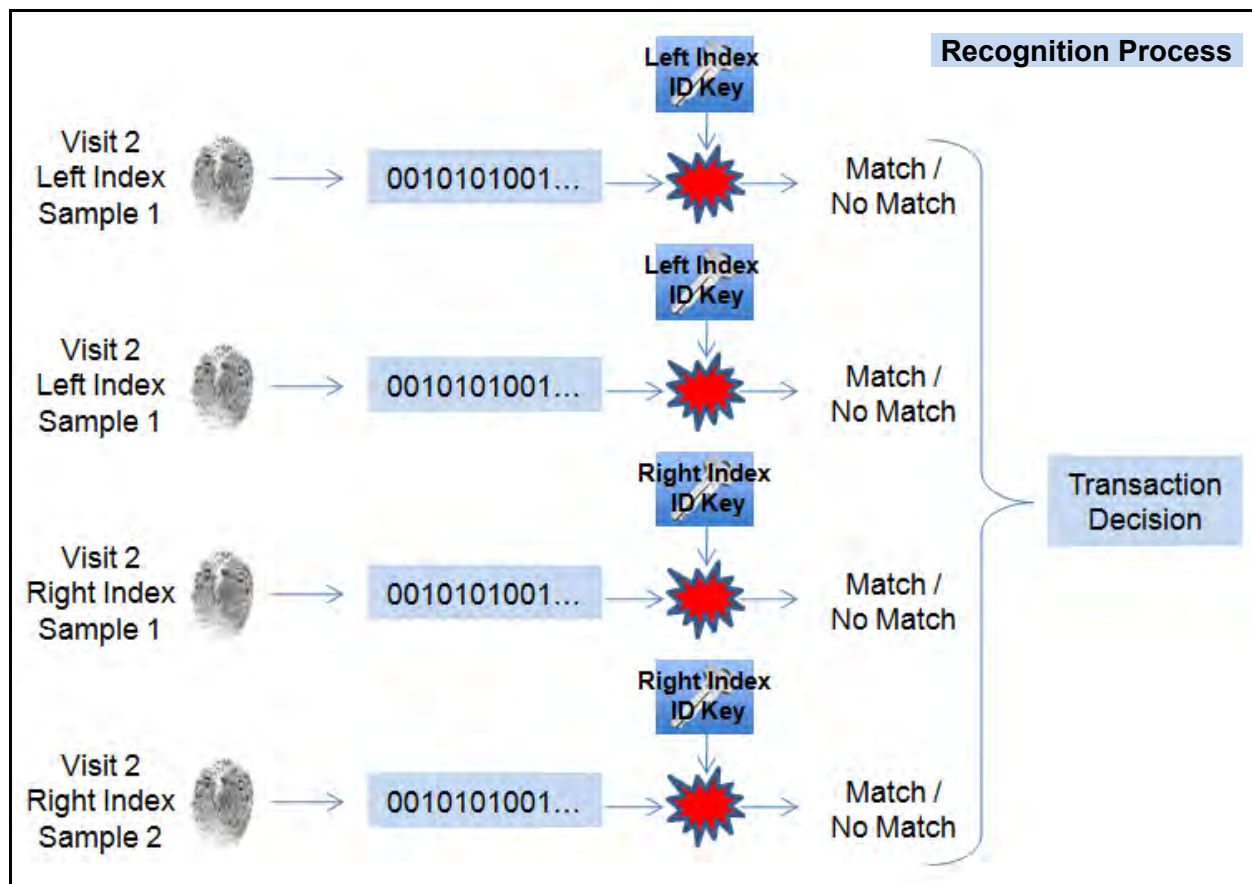 Recognition Process
Left Index
ID Key
Visit 2
Left Index
Sample 1
0010101001...
Match /
No Match
Left Index
ID Key
Visit 2
Left Index
Sample 1
0010101001...
Match /
No Match
Right Index
ID Key
Visit 2
Right Index
Sample 1
0010101001...
Match /
No Match
Transaction
Decision
Right Index
ID Key
Visit 2
Right Index
Sample 2
0010101001...
Match /
No Match